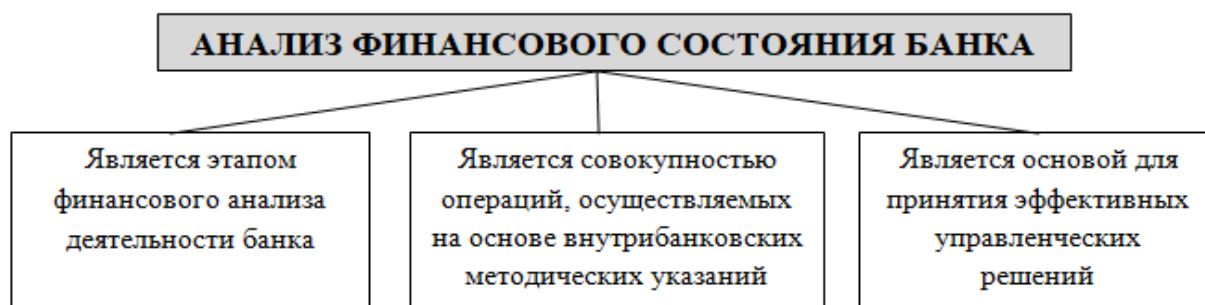 АНАЛИЗ ФИНАНСОВОГО СОСТОЯНИЯ БАНКА
Является этапом
финансового анализа
деятельности банка
Является совокупностью
операций, осуществляемых
на основе внутрибанковских
методических указаний
Является основой для
принятия эффективных
управленческих
решений